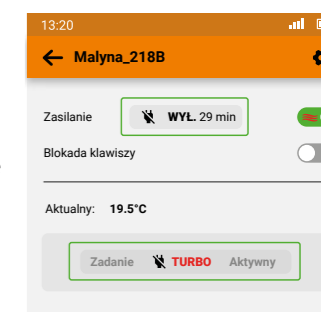 13:20
Malyna_218B
Zasilanie WYŁ. 29 min
Blokada klawiszy
Aktualny: 19.5°C
Zadanie TURBO Aktywny